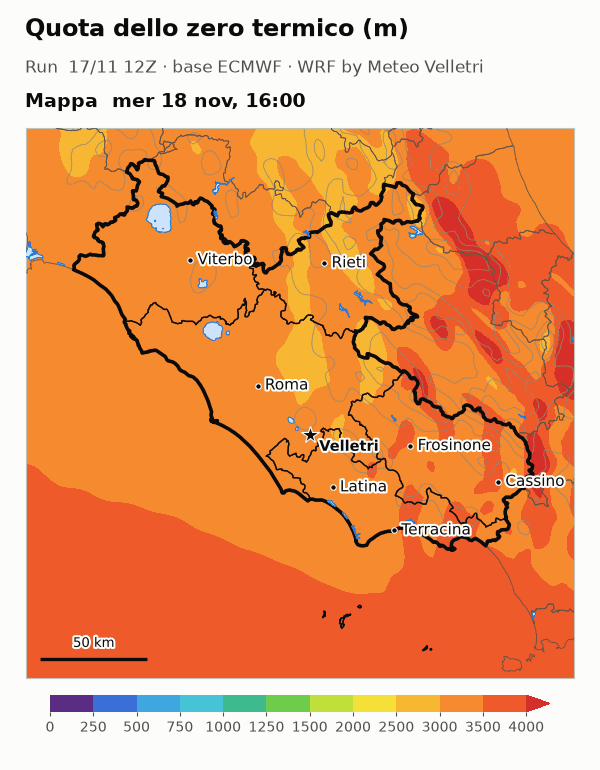 Quota dello zero termico (m)
Run  17/11 12Z · base ECMWF · WRF by Meteo Velletri
Mappa  mer 18 nov, 16:00
Viterbo
Rieti
Roma
Velletri
Frosinone
Latina
Cassino
Terracina
50 km
0 250 500 750 1000 1250 1500 2000 2500 3000 3500 4000